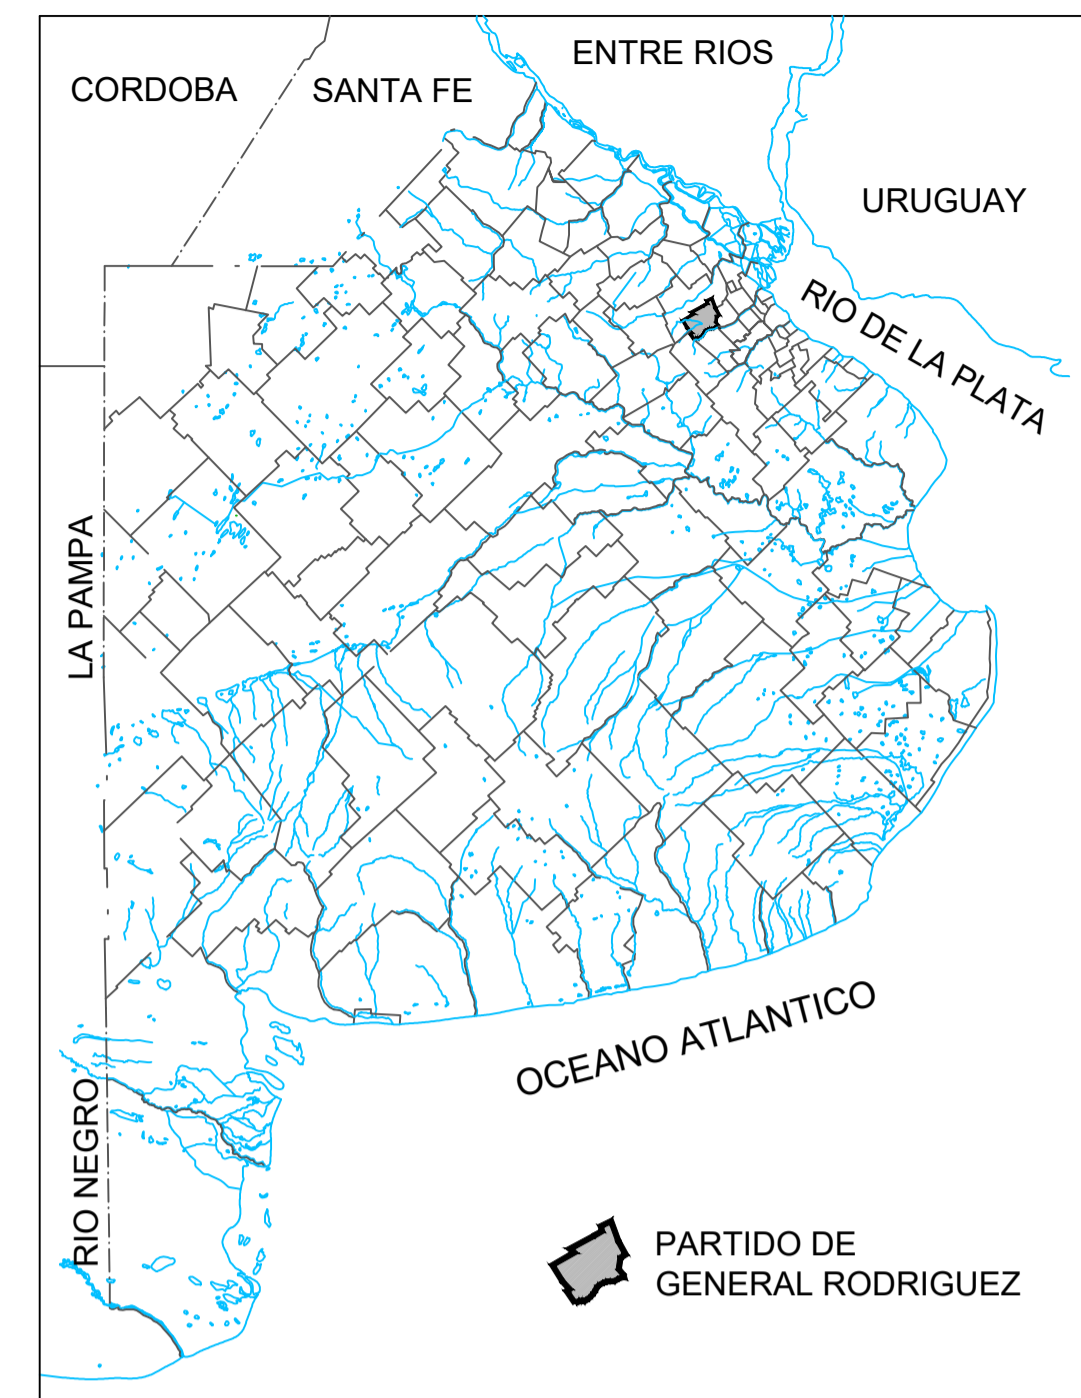 ENTRE RIOS
CORDOBA
SANTA FE
URUGUAY
RIO DE LA PLATA
LA PAMPA
OCEANO ATLANTICO
RIO NEGRO
PARTIDO DE
GENERAL RODRIGUEZ